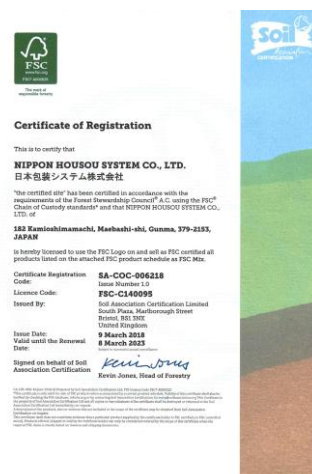 FSC
www.fsc.org
The mark of
responsible forestry
Soil
Association
CERTIFICATION
Certificate of Registration
This is to certify that
NIPPON HOUSOU SYSTEM CO., LTD.
日本包装システム株式会社
"the certified site" has been certified in accordance with the
requirements of the Forest Stewardship Council® A.C. using the FSC®
Chain of Custody standards* and that NIPPON HOUSOU SYSTEM CO.,
LTD. of
182 Kamioshimamachi, Maebashi-shi, Gunma, 379-2153,
JAPAN
is hereby licensed to use the FSC Logo on and sell as FSC certified all
products listed on the attached FSC product schedule as FSC Mix.
Certificate Registration Code: SA-COC-006218
Issue Number 1.0
Licence Code: FSC-C140095
Issued By: Soil Association Certification Limited
South Plaza, Marlborough Street
Bristol, BS1 3NX
United Kingdom
Issue Date: 9 March 2018
Valid until the Renewal Date: 8 March 2023
Signed on behalf of Soil Association Certification
Kevin Jones
Kevin Jones, Head of Forestry